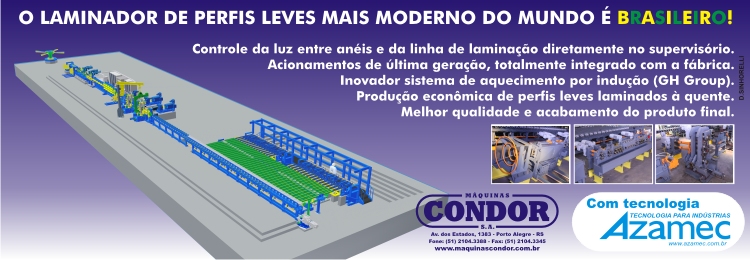 O LAMINADOR DE PERFIS LEVES MAIS MODERNO DO MUNDO É BRASILEIRO!
Controle da luz entre anéis e da linha de laminação diretamente no supervisório.
Acionamentos de última geração, totalmente integrado com a fábrica.
Inovador sistema de aquecimento por indução (GH Group).
Produção econômica de perfis leves laminados à quente.
Melhor qualidade e acabamento do produto final.
D.SINIGRELLI
MÁQUINAS
CONDOR
S.A.
Av. dos Estados, 1383 - Porto Alegre - RS
Fone: (51) 2104.3388 - Fax: (51) 2104.3345
www.maquinascondor.com.br
Com tecnologia
TECNOLOGIA PARA INDÚSTRIAS
Azamec
www.azamec.com.br